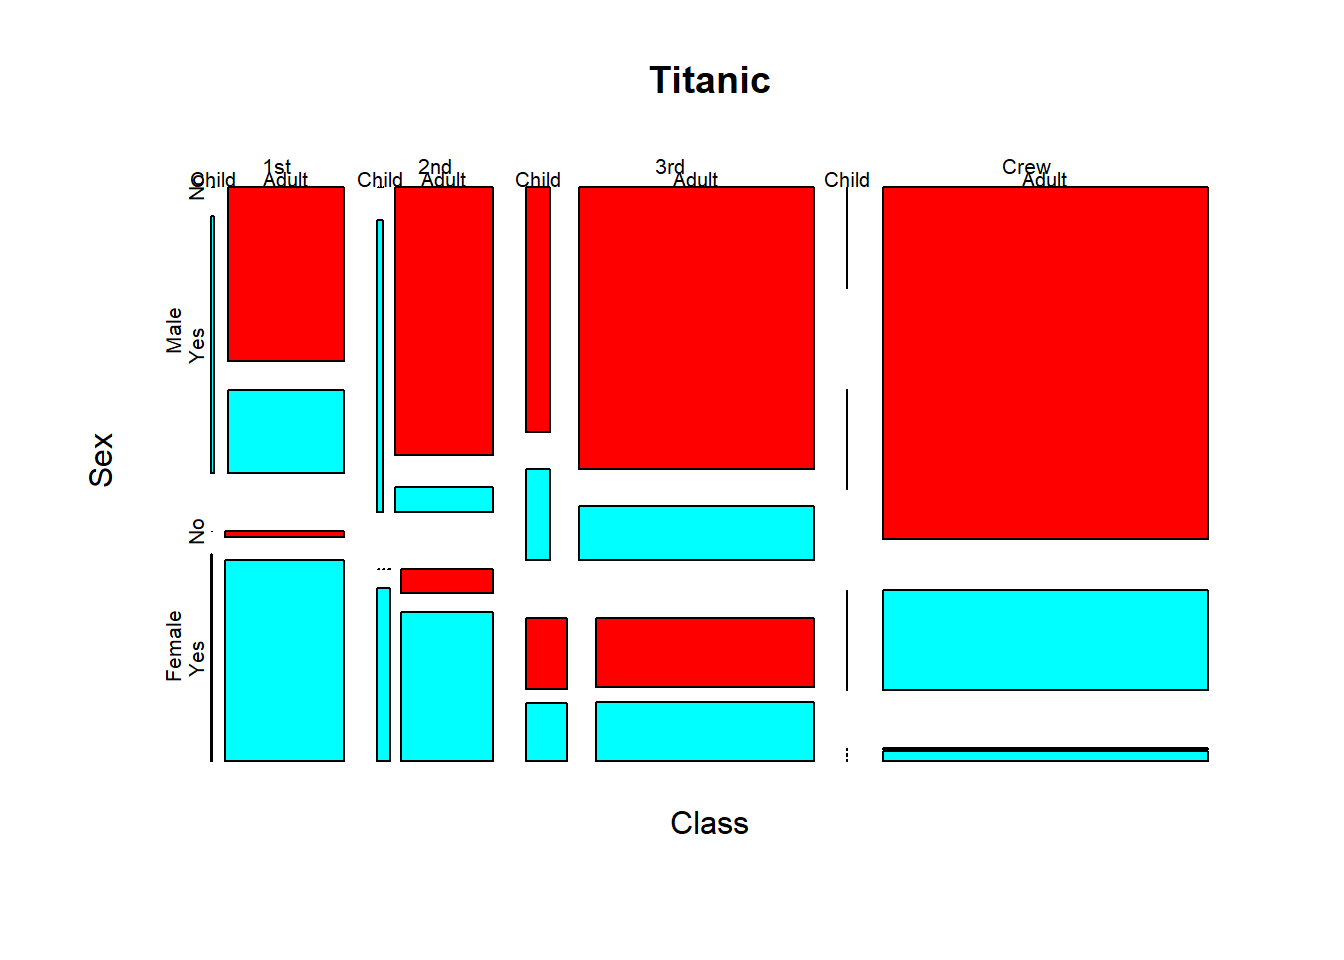 Titanic
1st 2nd 3rd Crew
Child Adult Child Adult Child Adult Child Adult
No
Male
Yes
Sex
No
Female
Yes
Class